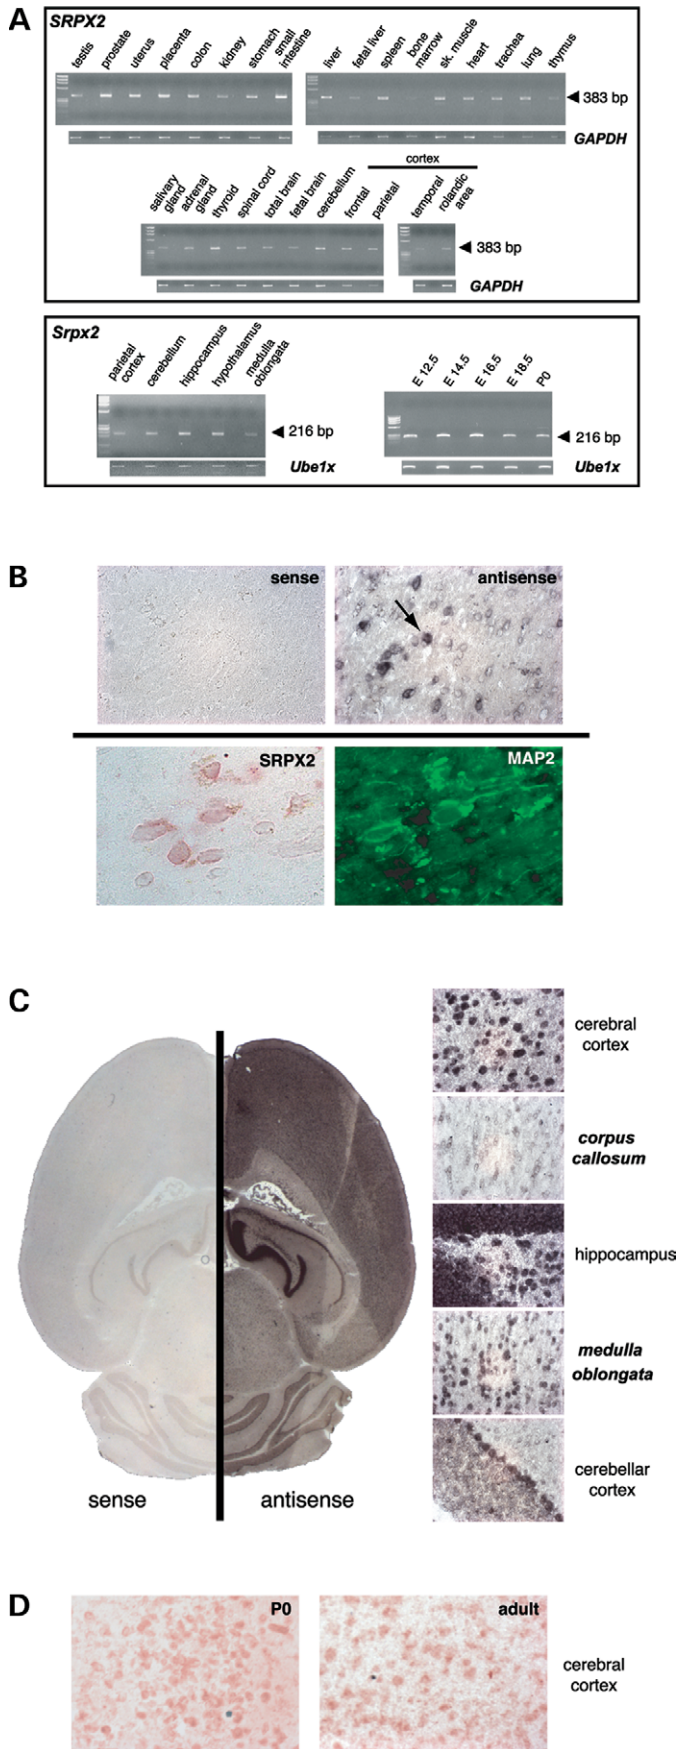 A
SRPX2
testis
prostate
uterus
placenta
colon
kidney
stomach
small
intestine
liver
fetal liver
spleen
bone
marrow
sk. muscle
heart
trachea
lung
thymus
383 bp
GAPDH
cortex
salivary
gland
adrenal
gland
thyroid
spinal cord
total brain
fetal brain
cerebellum
frontal
parietal
temporal
rolandic
area
383 bp
GAPDH
Srpx2
parietal
cortex
cerebellum
hippocampus
hypothalamus
medulla
oblongata
216 bp
Ube1x
E 12.5
E 14.5
E 16.5
E 18.5
P0
216 bp
Ube1x
B
sense
antisense
SRPX2
MAP2
C
cerebral
cortex
corpus
callosum
hippocampus
medulla
oblongata
cerebellar
cortex
sense
antisense
D
P0
adult
cerebral
cortex